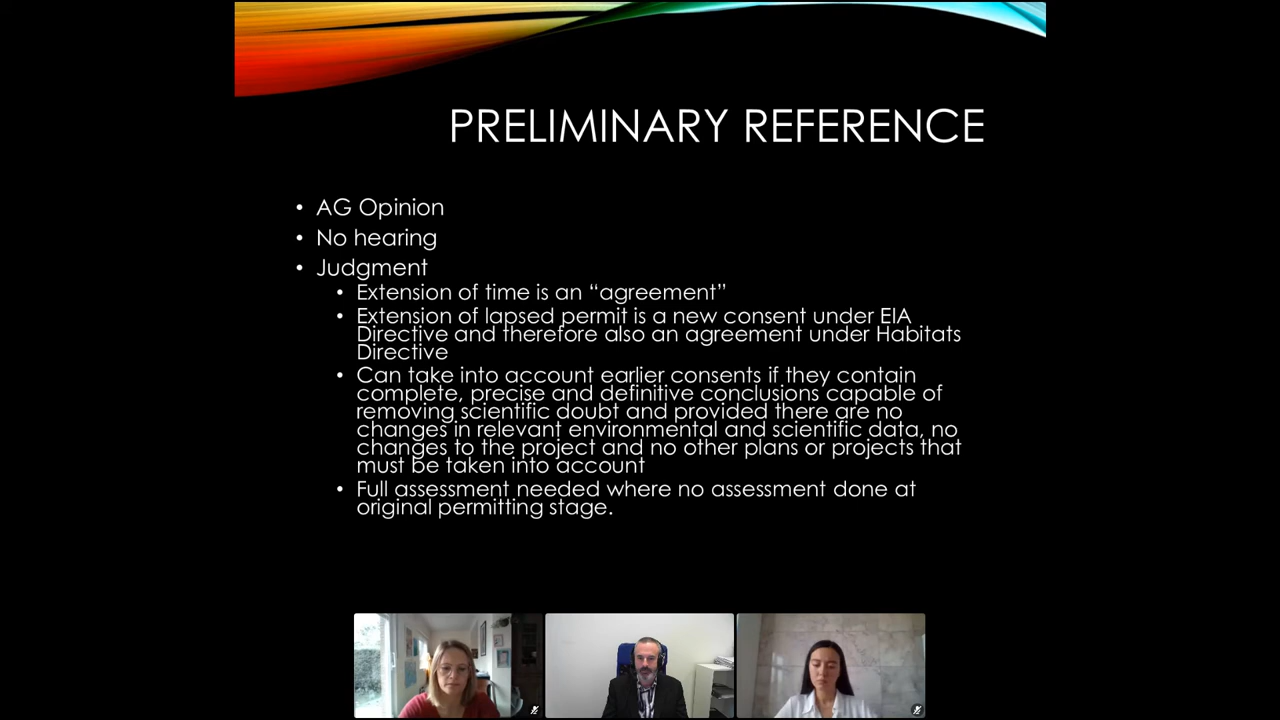 PRELIMINARY REFERENCE
• AG Opinion
• No hearing
• Judgment
• Extension of time is an “agreement”
• Extension of lapsed permit is a new consent under EIA
Directive and therefore also an agreement under Habitats
Directive
• Can take into account earlier consents if they contain
complete, precise and definitive conclusions capable of
removing scientific doubt and provided there are no
changes in relevant environmental and scientific data, no
changes to the project and no other plans or projects that
must be taken into account
• Full assessment needed where no assessment done at
original permitting stage.